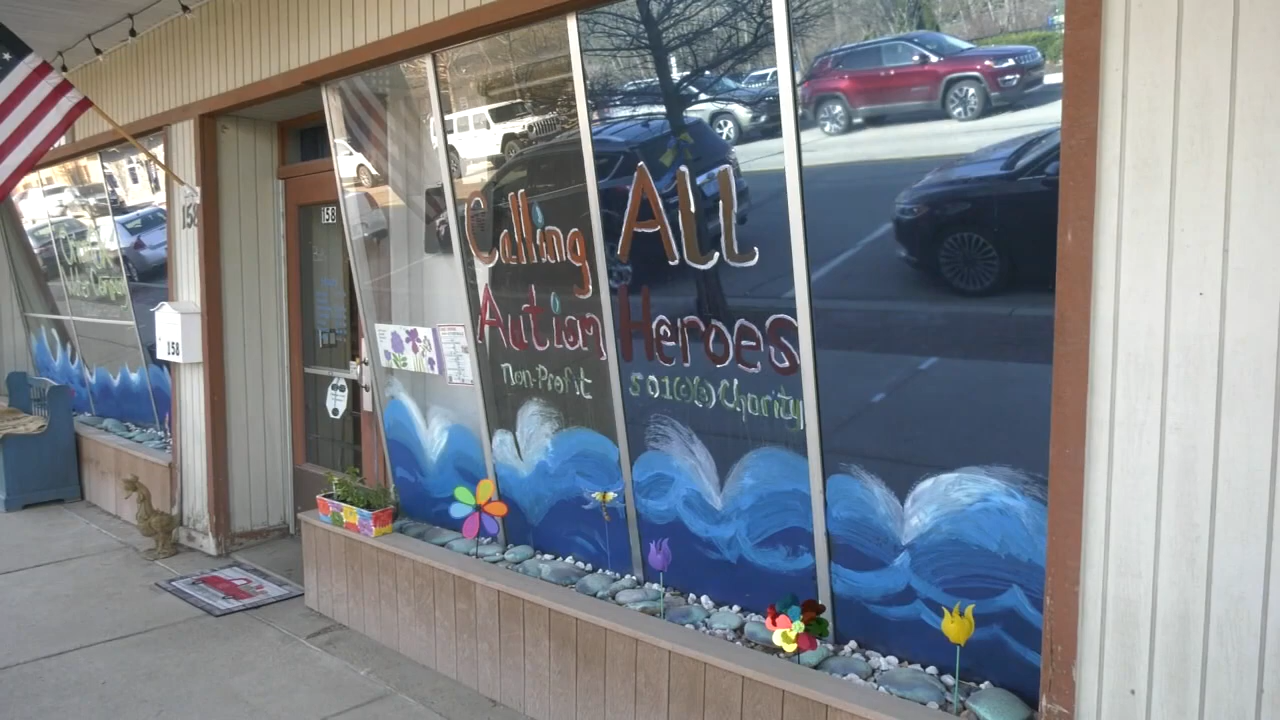 Calling ALL
Autism Heroes
Non-Profit 501(c)(3) Charity
158
158
158